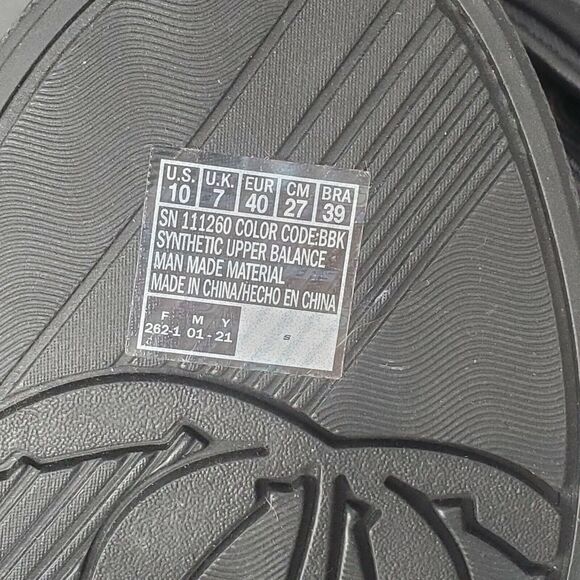 U.S. U.K. EUR CM BRA
10 7 40 27 39
SN 111260 COLOR CODE:BBK
SYNTHETIC UPPER BALANCE
MAN MADE MATERIAL
MADE IN CHINA/HECHO EN CHINA
F M Y
262-1 01 - 21
S